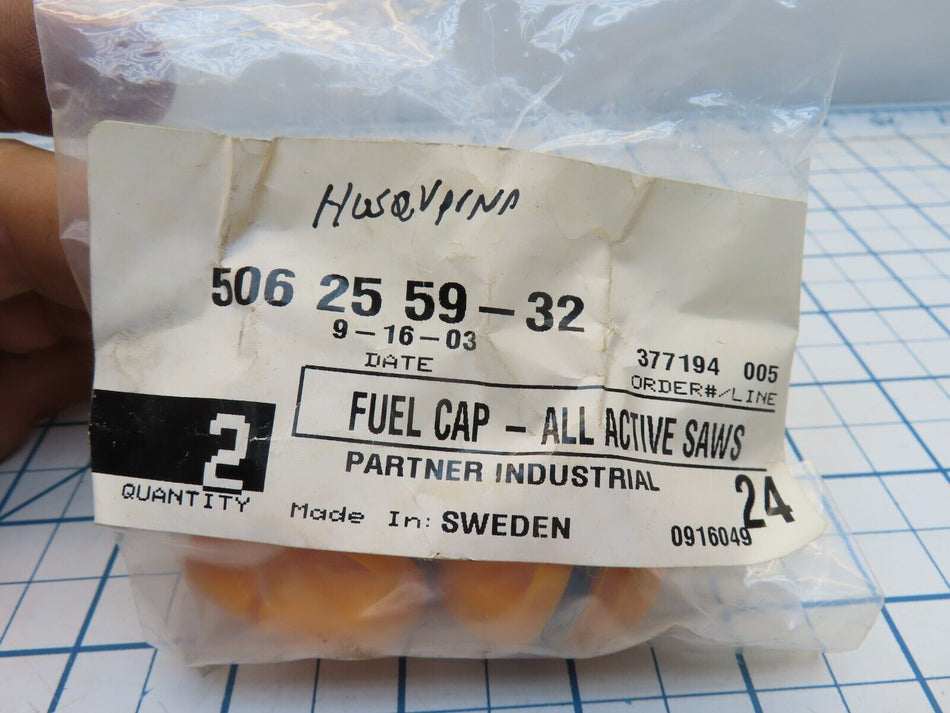 HUSQVARNA
506 25 59-32
9-16-03
DATE
377194 005
ORDER#/LINE
FUEL CAP - ALL ACTIVE SAWS
2
QUANTITY
PARTNER INDUSTRIAL
Made In: SWEDEN
24
0916049